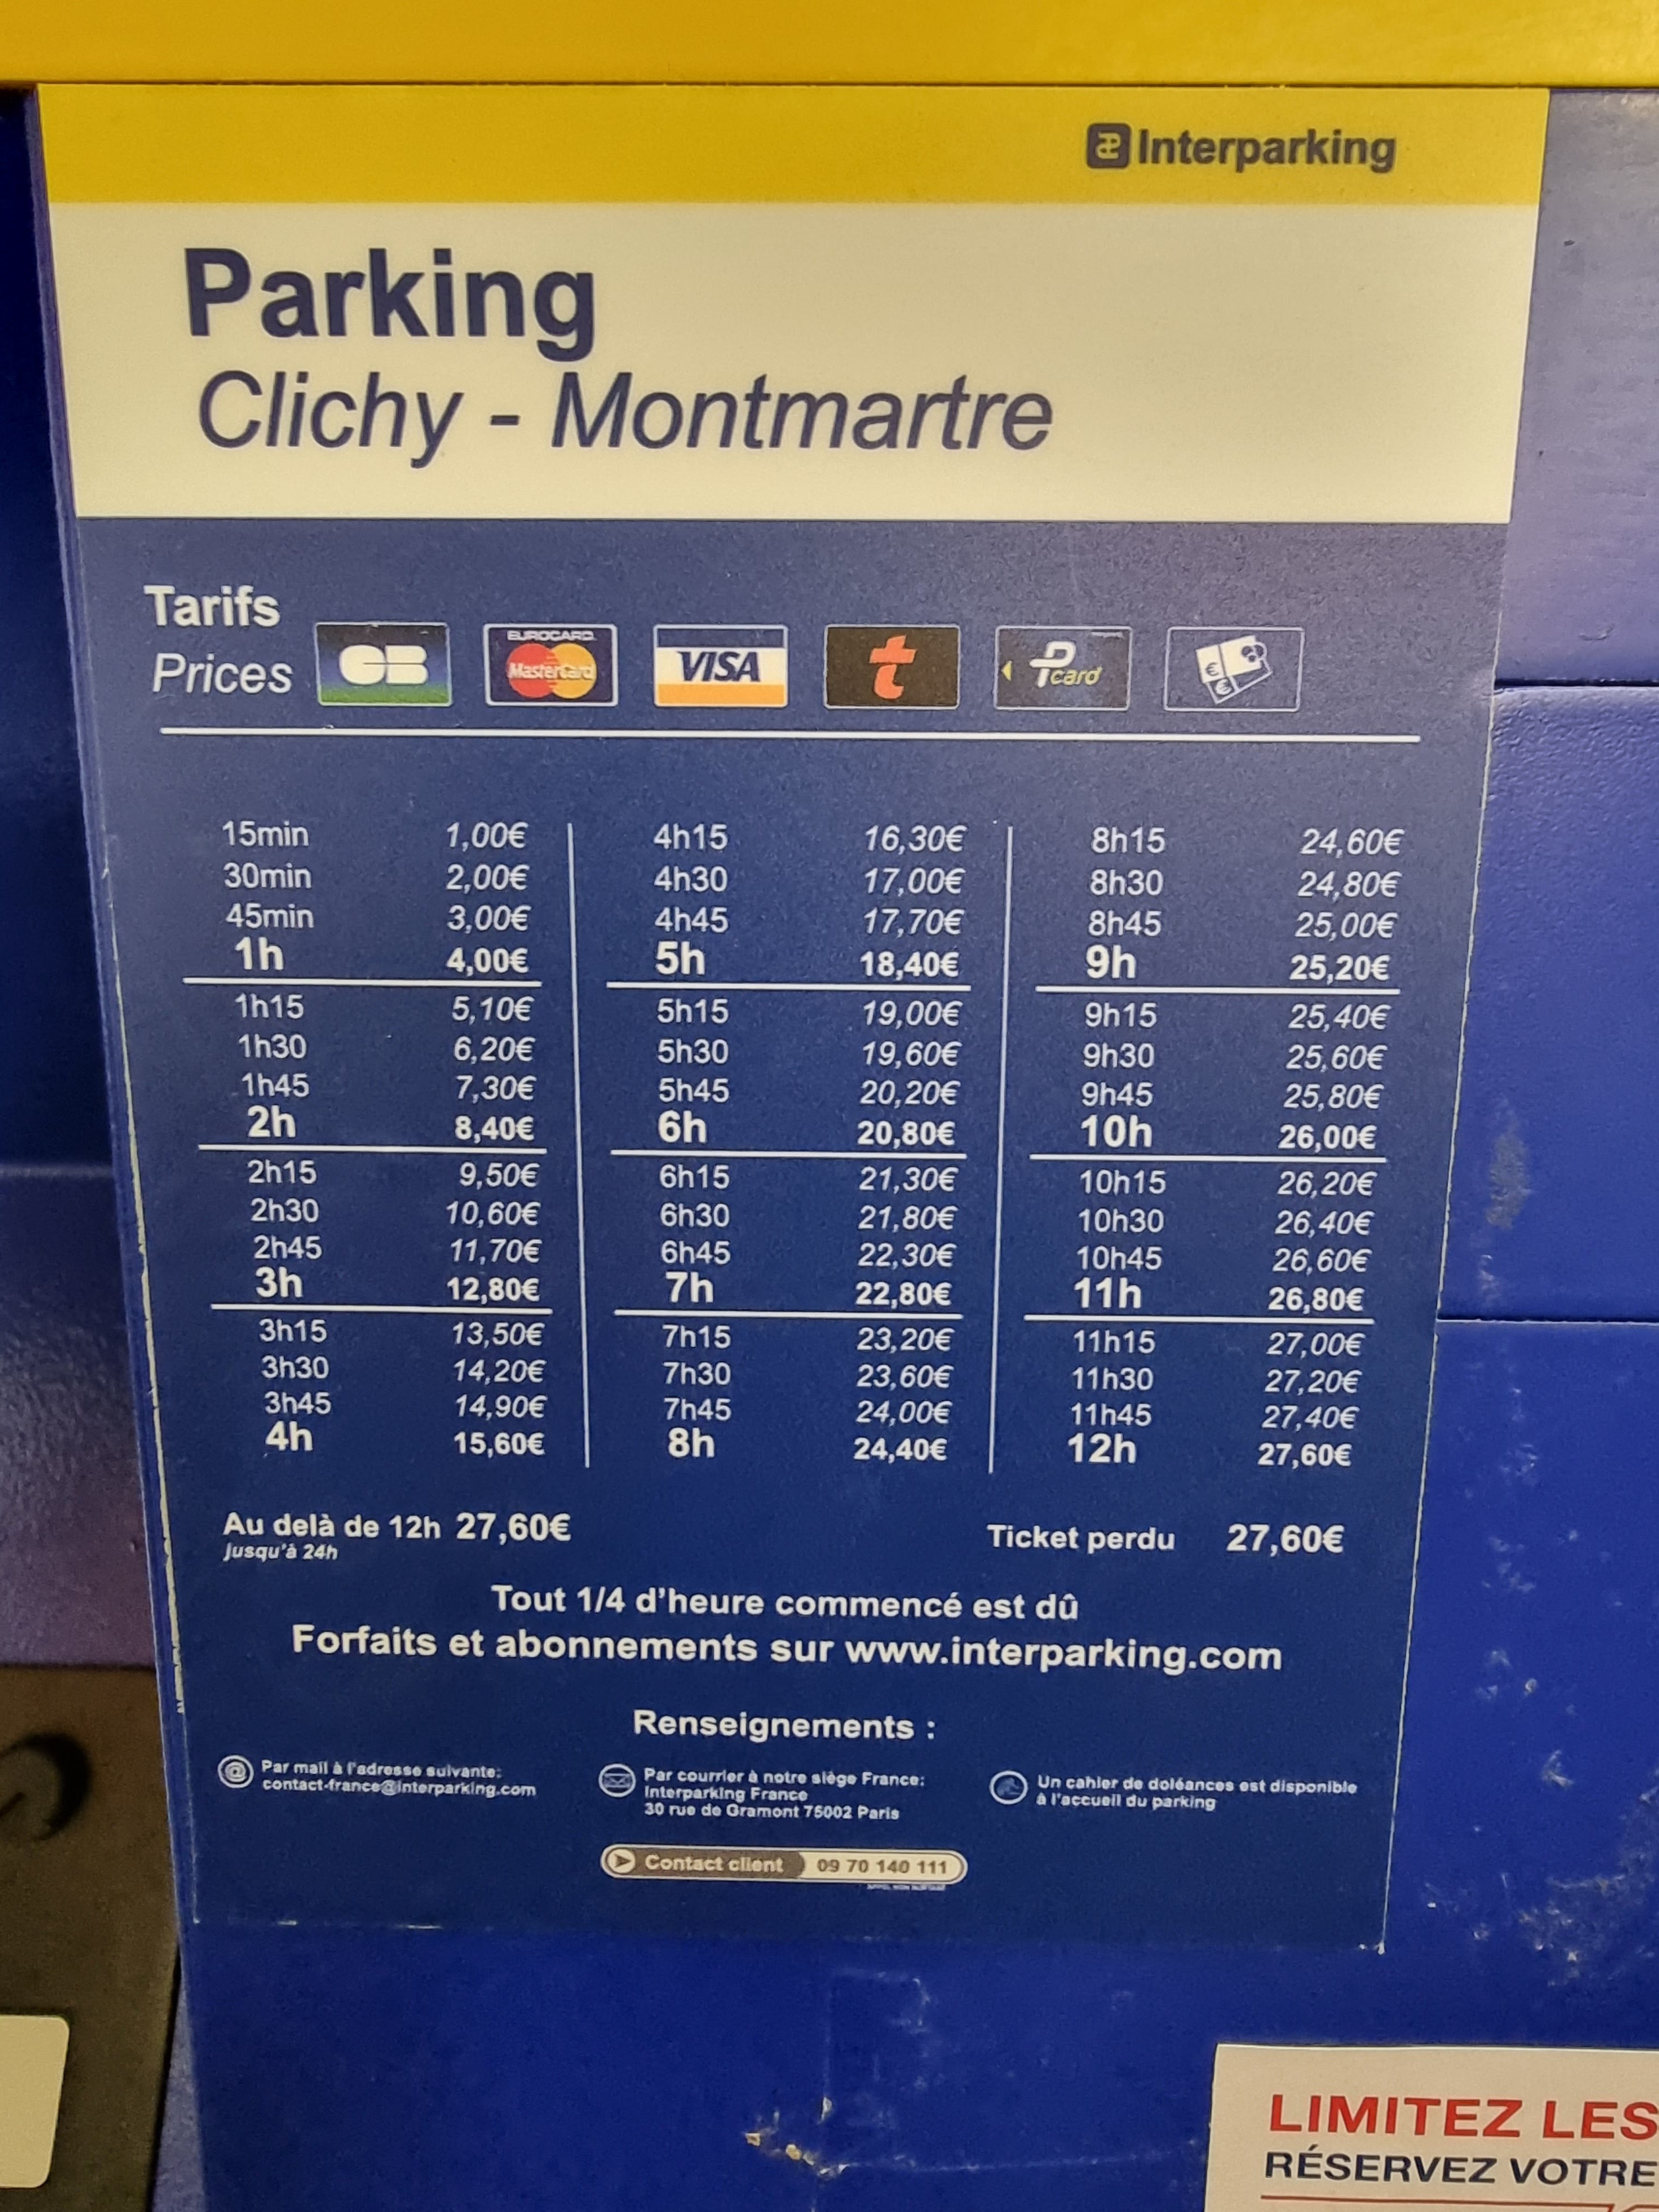 Interparking
Parking
Clichy - Montmartre
Tarifs
Prices
CB
EUROCARD
MasterCard
VISA
t
Pcard
15min 1,00€
30min 2,00€
45min 3,00€
1h 4,00€
1h15 5,10€
1h30 6,20€
1h45 7,30€
2h 8,40€
2h15 9,50€
2h30 10,60€
2h45 11,70€
3h 12,80€
3h15 13,50€
3h30 14,20€
3h45 14,90€
4h 15,60€
4h15 16,30€
4h30 17,00€
4h45 17,70€
5h 18,40€
5h15 19,00€
5h30 19,60€
5h45 20,20€
6h 20,80€
6h15 21,30€
6h30 21,80€
6h45 22,30€
7h 22,80€
7h15 23,20€
7h30 23,60€
7h45 24,00€
8h 24,40€
8h15 24,60€
8h30 24,80€
8h45 25,00€
9h 25,20€
9h15 25,40€
9h30 25,60€
9h45 25,80€
10h 26,00€
10h15 26,20€
10h30 26,40€
10h45 26,60€
11h 26,80€
11h15 27,00€
11h30 27,20€
11h45 27,40€
12h 27,60€
Au delà de 12h 27,60€
Jusqu'à 24h
Ticket perdu 27,60€
Tout 1/4 d'heure commencé est dû
Forfaits et abonnements sur www.interparking.com
Renseignements :
Par mail à l'adresse suivante:
contact-france@interparking.com
Par courrier à notre siège France:
Interparking France
30 rue de Gramont 75002 Paris
Un cahier de doléances est disponible
à l'accueil du parking
Contact client 09 70 140 111
LIMITEZ LES
RÉSERVEZ VOTRE